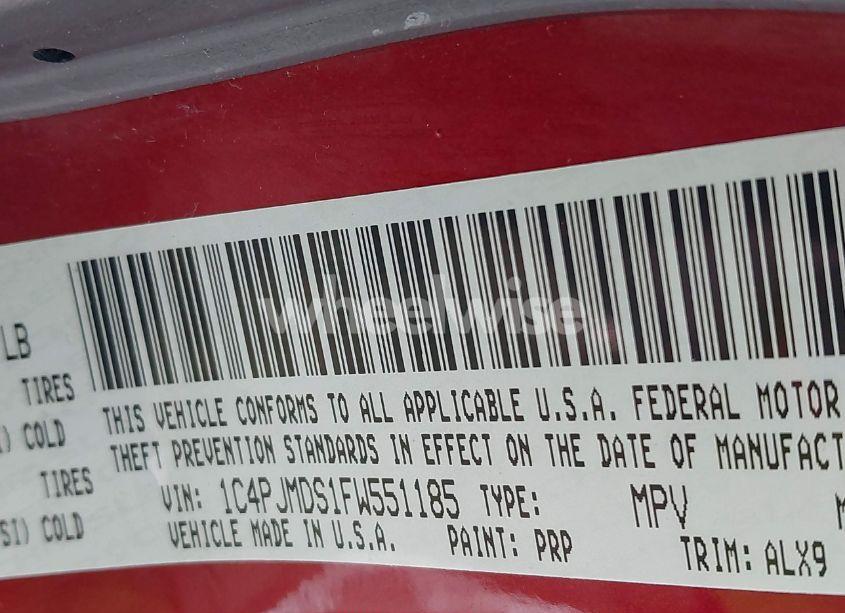 LB
TIRES
COLD
TIRES
SI) COLD
wheelwise
THIS VEHICLE CONFORMS TO ALL APPLICABLE U.S.A. FEDERAL MOTOR
THEFT PREVENTION STANDARDS IN EFFECT ON THE DATE OF MANUFACT
VIN: 1C4PJMDS1FW551185 TYPE: MPV M
VEHICLE MADE IN U.S.A. PAINT: PRP TRIM: ALX9